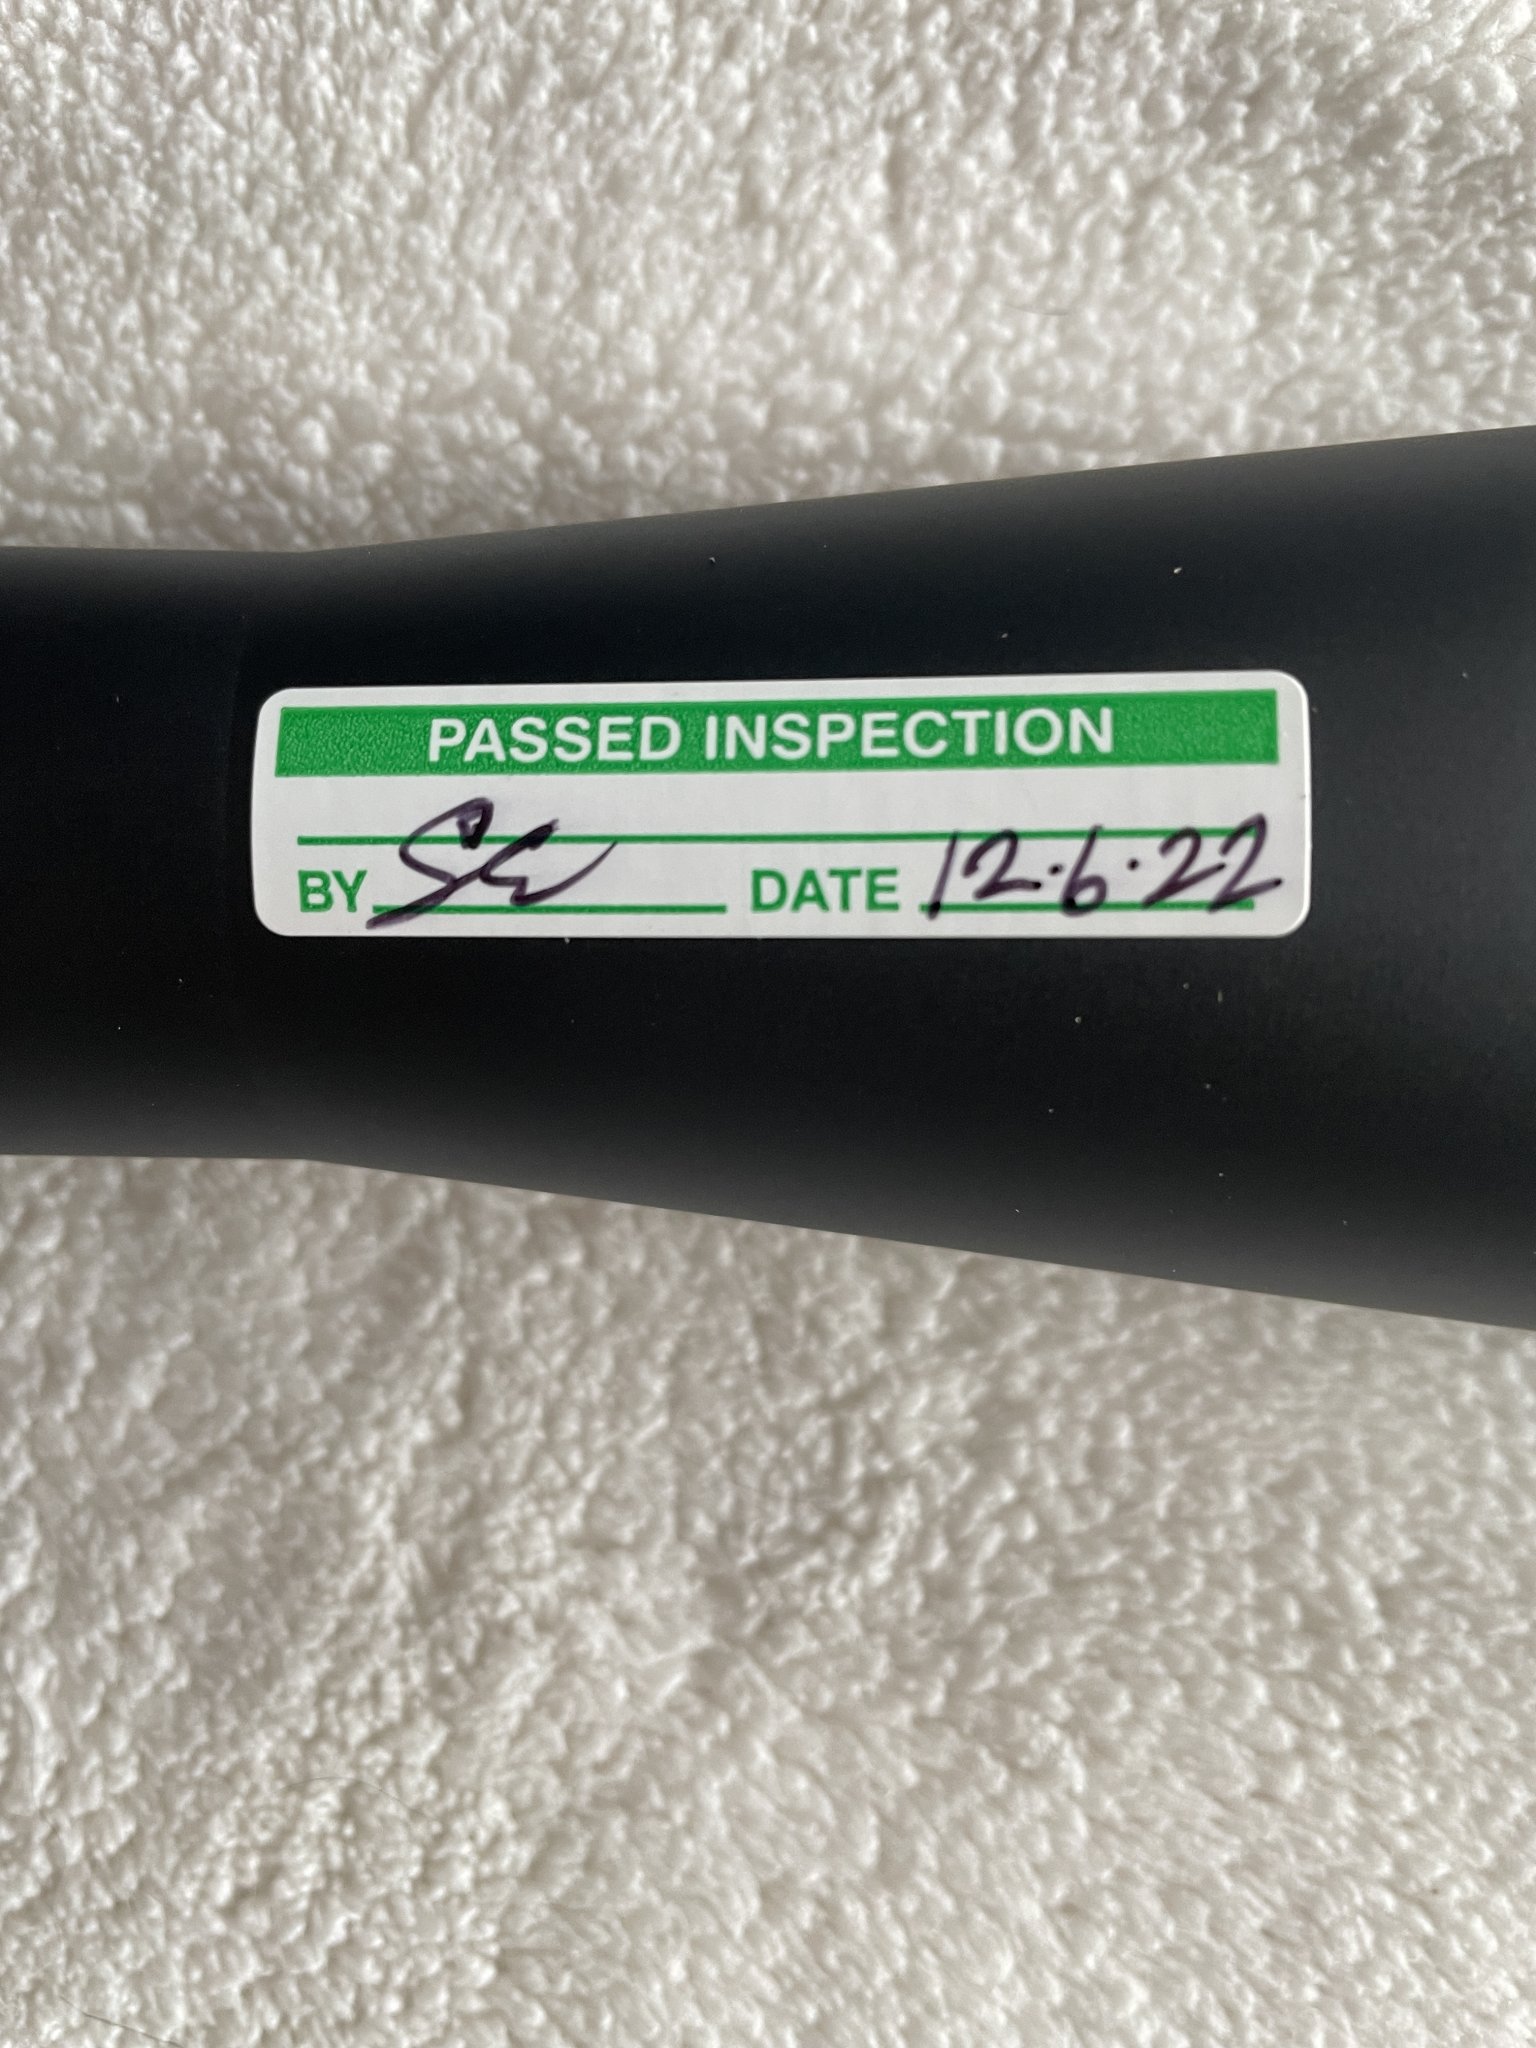 PASSED INSPECTION
BY DATE 12.6.22